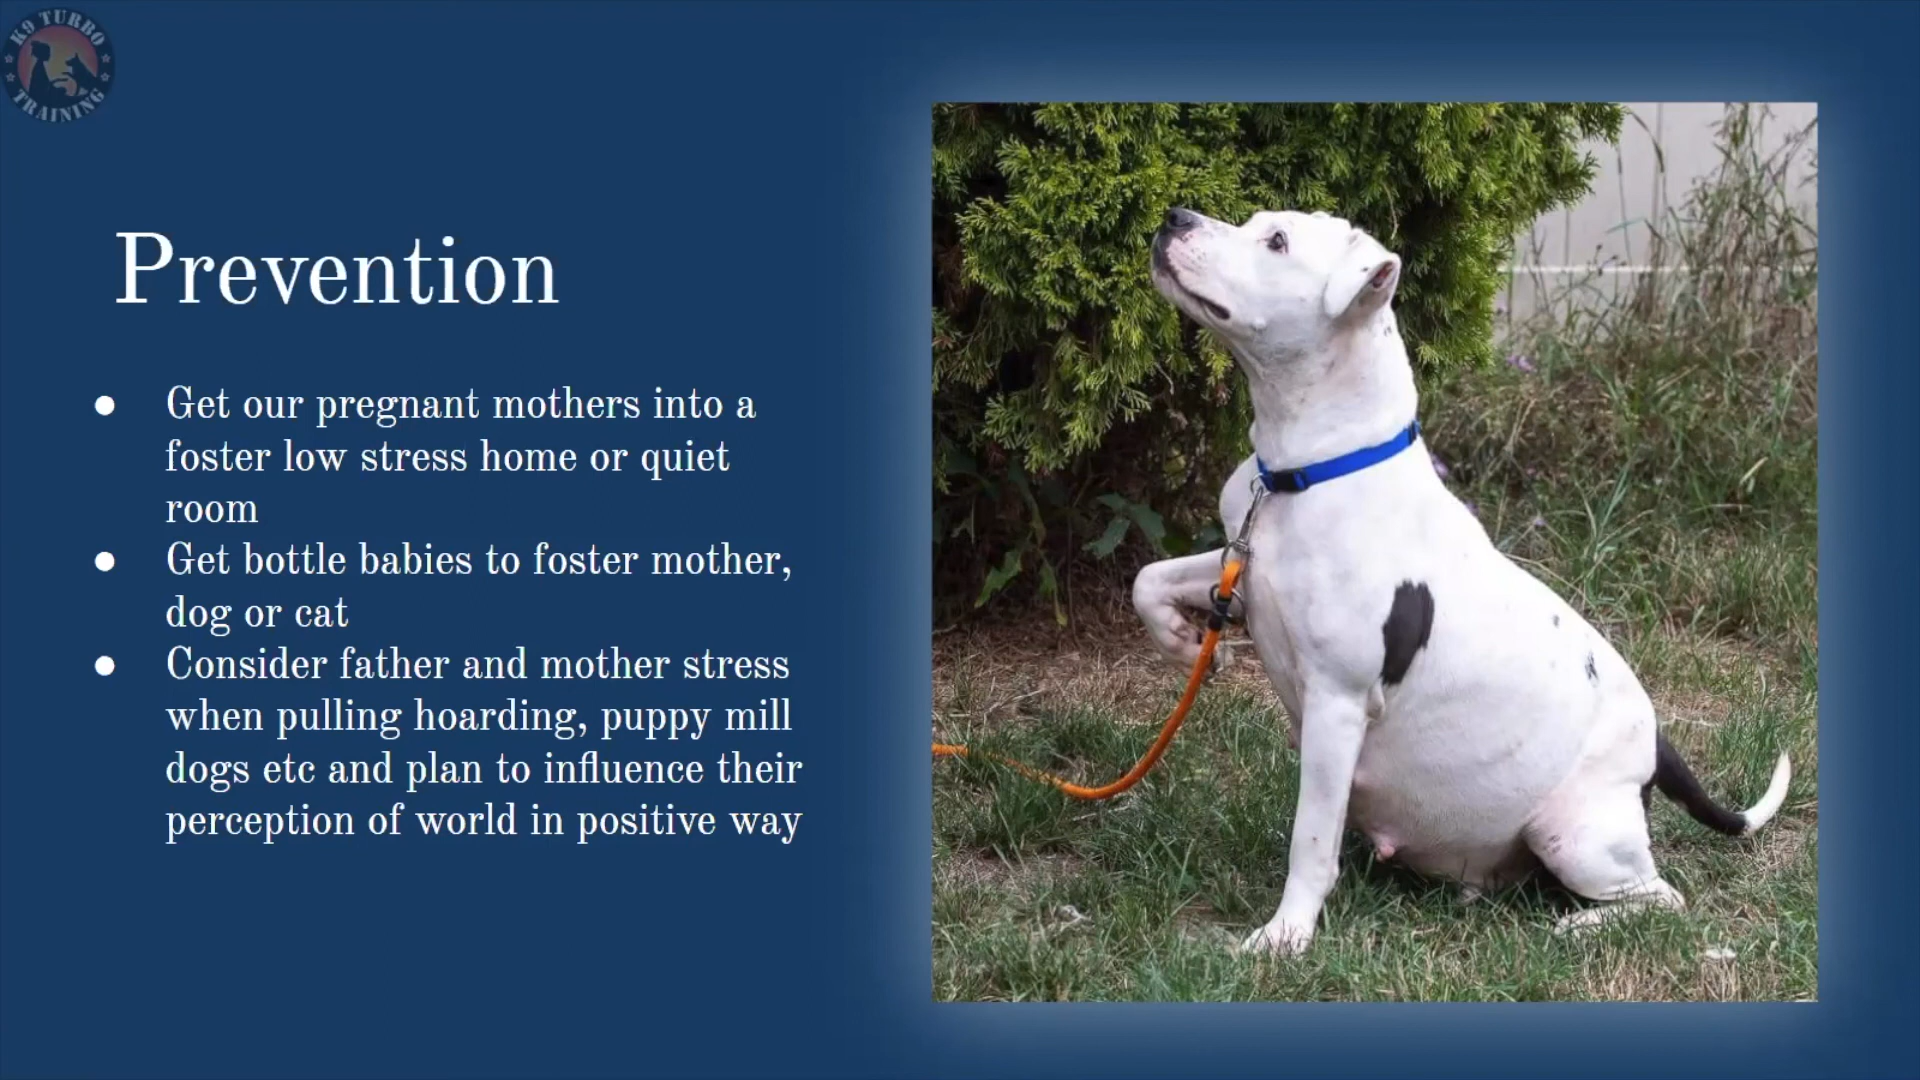 K9 TURBO
TRAINING
Prevention
● Get our pregnant mothers into a
foster low stress home or quiet
room
● Get bottle babies to foster mother,
dog or cat
● Consider father and mother stress
when pulling hoarding, puppy mill
dogs etc and plan to influence their
perception of world in positive way